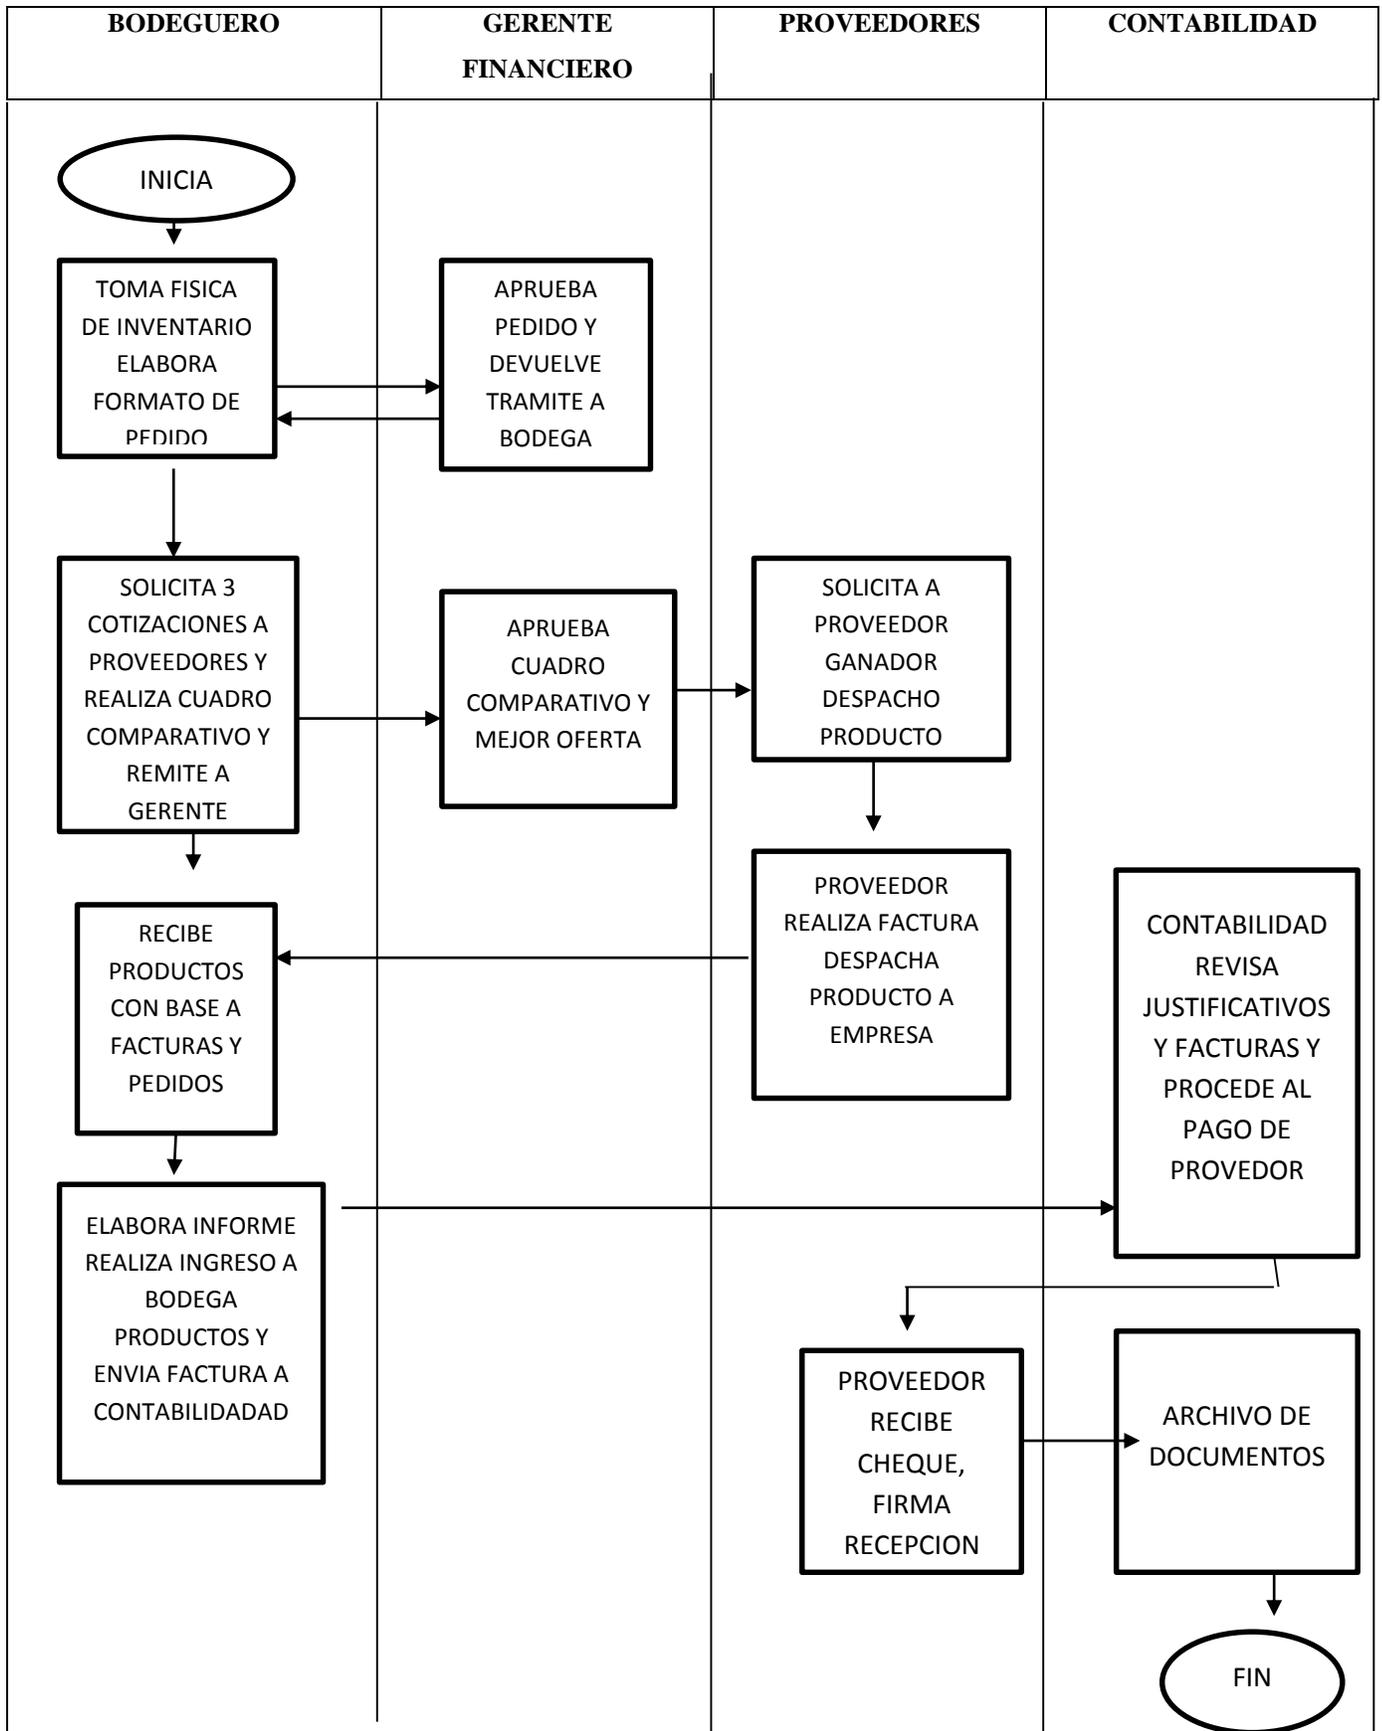 BODEGUERO
GERENTE
FINANCIERO
PROVEEDORES
CONTABILIDAD
INICIA
TOMA FISICA
DE INVENTARIO
ELABORA
FORMATO DE
PEDIDO
APRUEBA
PEDIDO Y
DEVUELVE
TRAMITE A
BODEGA
SOLICITA 3
COTIZACIONES A
PROVEEDORES Y
REALIZA CUADRO
COMPARATIVO Y
REMITE A
GERENTE
APRUEBA
CUADRO
COMPARATIVO Y
MEJOR OFERTA
SOLICITA A
PROVEEDOR
GANADOR
DESPACHO
PRODUCTO
PROVEEDOR
REALIZA FACTURA
DESPACHA
PRODUCTO A
EMPRESA
RECIBE
PRODUCTOS
CON BASE A
FACTURAS Y
PEDIDOS
CONTABILIDAD
REVISA
JUSTIFICATIVOS
Y FACTURAS Y
PROCEDE AL
PAGO DE
PROVEDOR
ELABORA INFORME
REALIZA INGRESO A
BODEGA
PRODUCTOS Y
ENVIA FACTURA A
CONTABILIDADAD
PROVEEDOR
RECIBE
CHEQUE,
FIRMA
RECEPCION
ARCHIVO DE
DOCUMENTOS
FIN